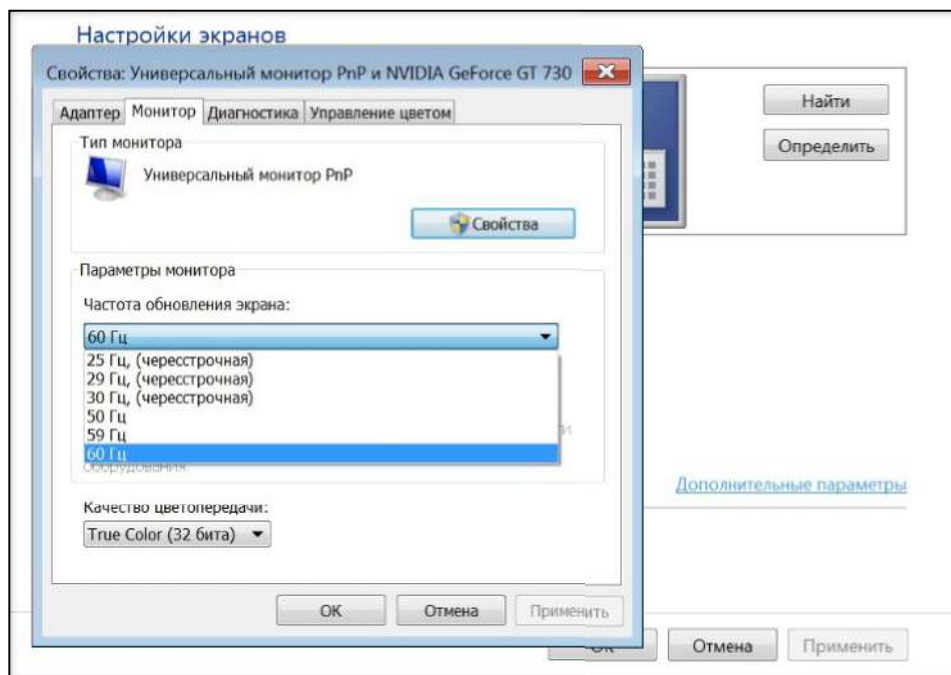 Настройки экранов
Свойства: Универсальный монитор PnP и NVIDIA GeForce GT 730
Адаптер Монитор Диагностика Управление цветом
Тип монитора
Универсальный монитор PnP
Свойства
Параметры монитора
Частота обновления экрана:
60 Гц
25 Гц, (чересстрочная)
29 Гц, (чересстрочная)
30 Гц, (чересстрочная)
50 Гц
59 Гц
60 Гц
оборудования.
Качество цветопередачи:
True Color (32 бита)
OK Отмена Применить
Найти
Определить
Дополнительные параметры
Отмена Применить